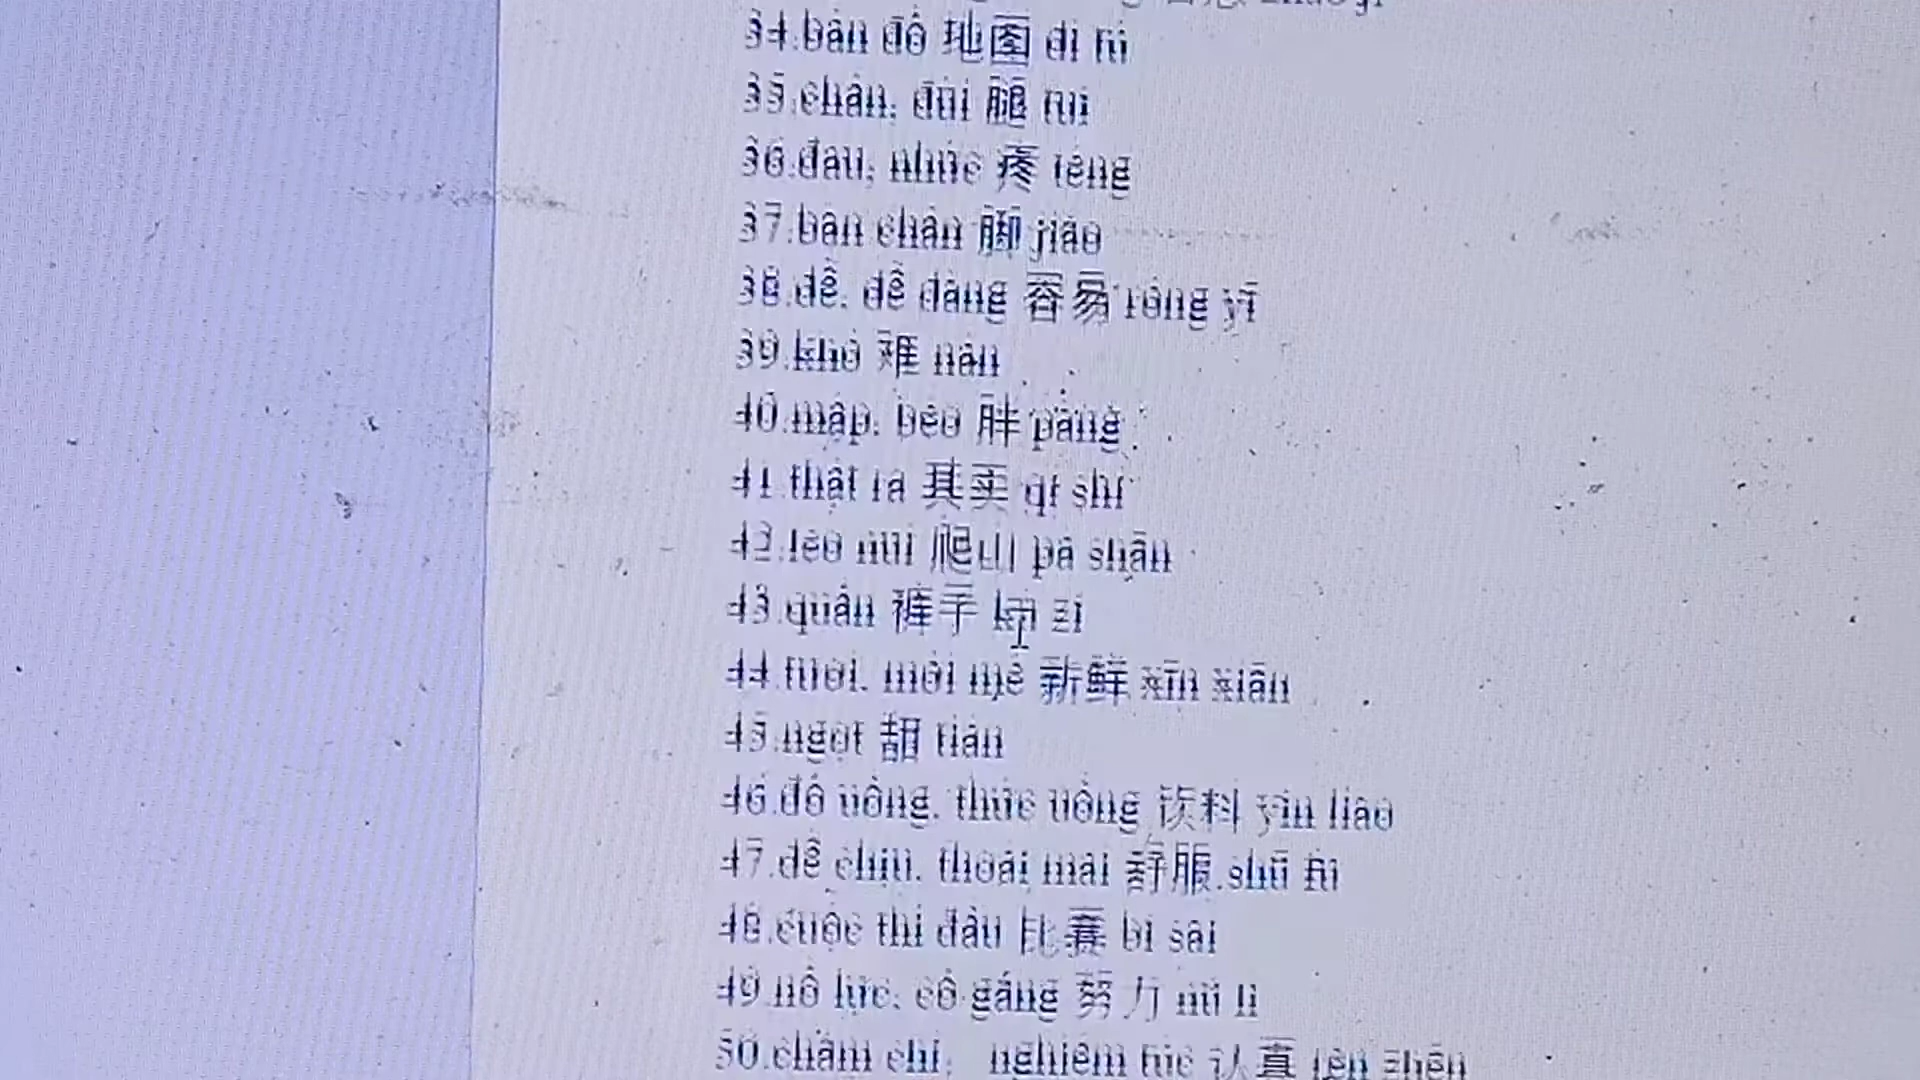 34.bản đồ 地图 dì tú
35.chân, đùi 腿 tuǐ
36.đau, nhức 疼 téng
37.bàn chân 脚 jiǎo
38.dễ, dễ dàng 容易 róng yì
39.khó 难 nán
40.mập, béo 胖 pàng
41.thật ra 其实 qí shí
42.leo núi 爬山 pá shān
43.quần 裤子 kù zi
44.tươi, mới mẻ 新鲜 xīn xiān
45.ngọt 甜 tián
46.đồ uống, thức uống 饮料 yǐn liào
47.dễ chịu, thoải mái 舒服 shū fu
48.cuộc thi đấu 比赛 bǐ sài
49.nỗ lực, cố gắng 努力 nǔ lì
50.chăm chỉ, nghiêm túc 认真 rèn zhēn